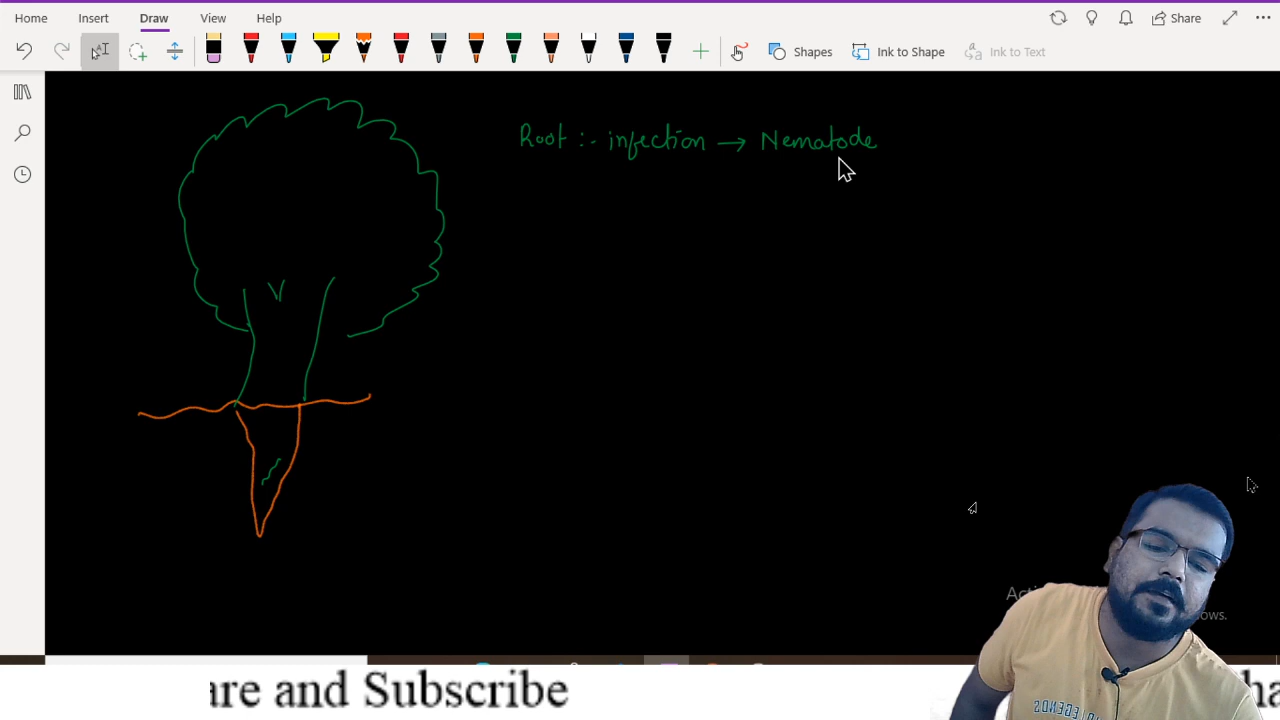 Home Insert Draw View Help Share
Shapes Ink to Shape Ink to Text
Root :- infection → Nematode
are and Subscribe